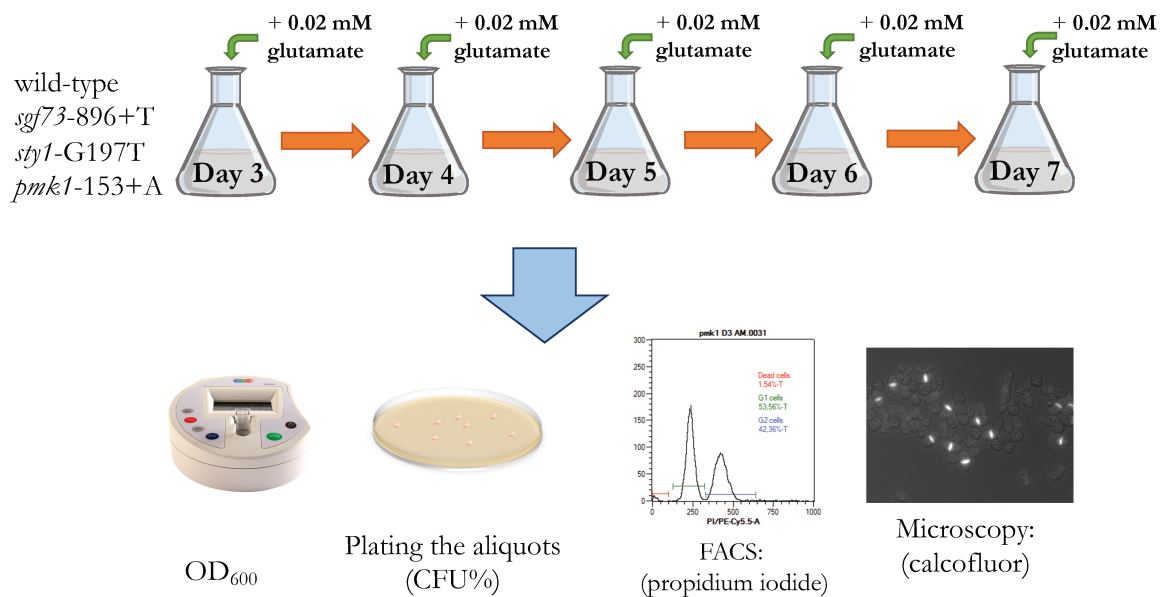 + 0.02 mM
glutamate
+ 0.02 mM
glutamate
+ 0.02 mM
glutamate
+ 0.02 mM
glutamate
+ 0.02 mM
glutamate
wild-type
sgf73-896+T
sty1-G197T
pmk1-153+A
Day 3
Day 4
Day 5
Day 6
Day 7
pmk1 D3 AM.0031
300
250
200
150
100
50
0
Dead cells
1,54%-T
G1 cells
53,56%-T
G2 cells
42,36%-T
0 250 500 750 1000
PI/PE-Cy5.5-A
OD600
Plating the aliquots
(CFU%)
FACS:
(propidium iodide)
Microscopy:
(calcofluor)